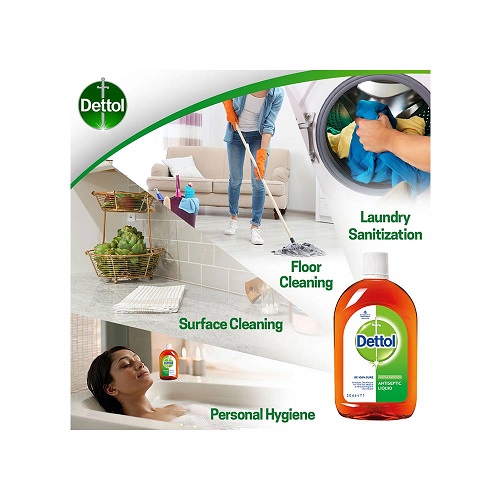 Dettol
Laundry
Sanitization
Floor
Cleaning
Surface Cleaning
Personal Hygiene
Dettol
ANTISEPTIC
LIQUID